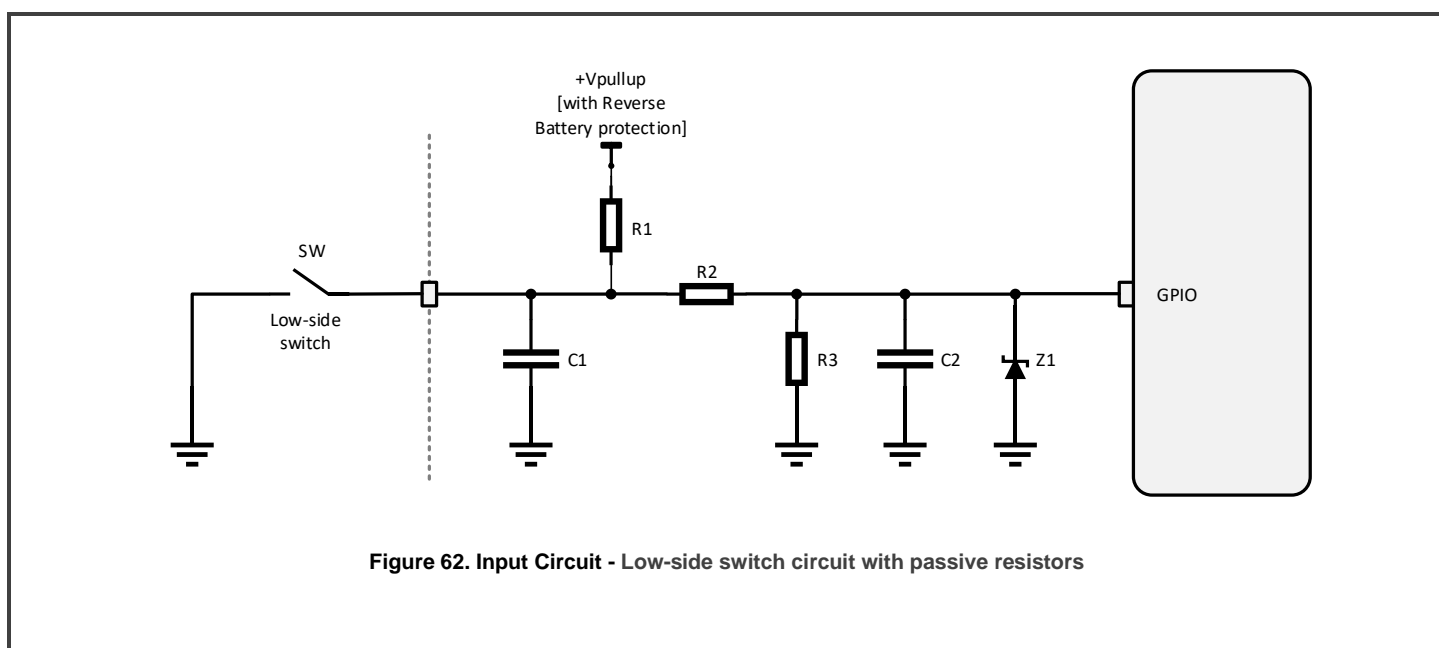 +Vpullup
[with Reverse
Battery protection]
R1
SW
R2
GPIO
Low-side
switch
C1
R3
C2
Z1
Figure 62. Input Circuit - Low-side switch circuit with passive resistors